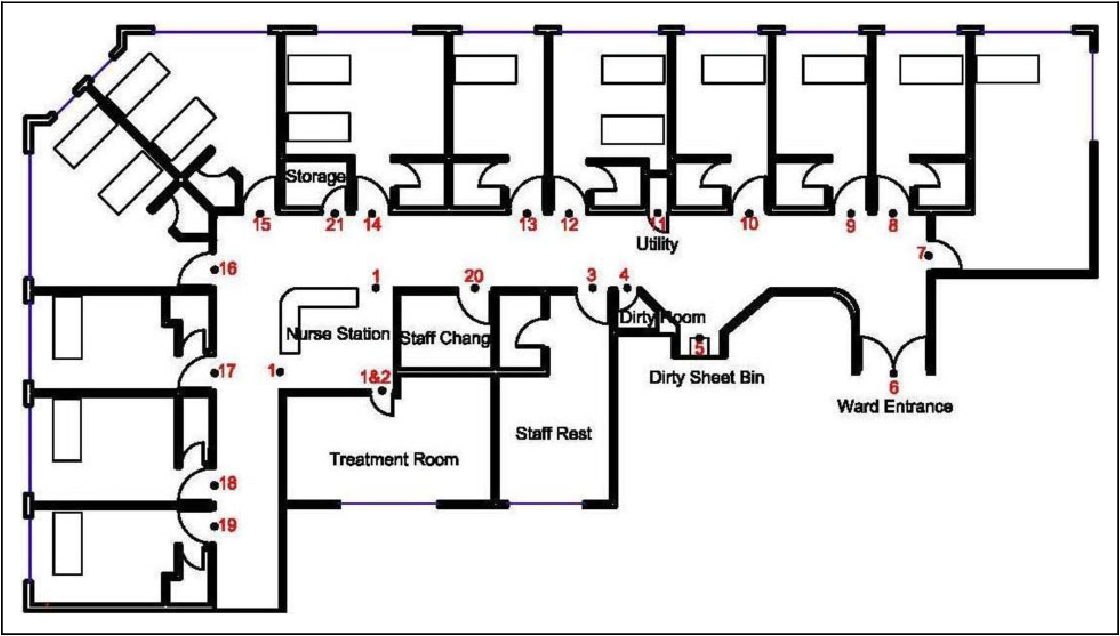 Storage
15
21
14
13
12
11
10
9
8
Utility
7
16
1
20
3
4
Nurse Station
Staff Chang
Dirty Room
5
17
1
1&2
Dirty Sheet Bin
6
Ward Entrance
Staff Rest
Treatment Room
18
19